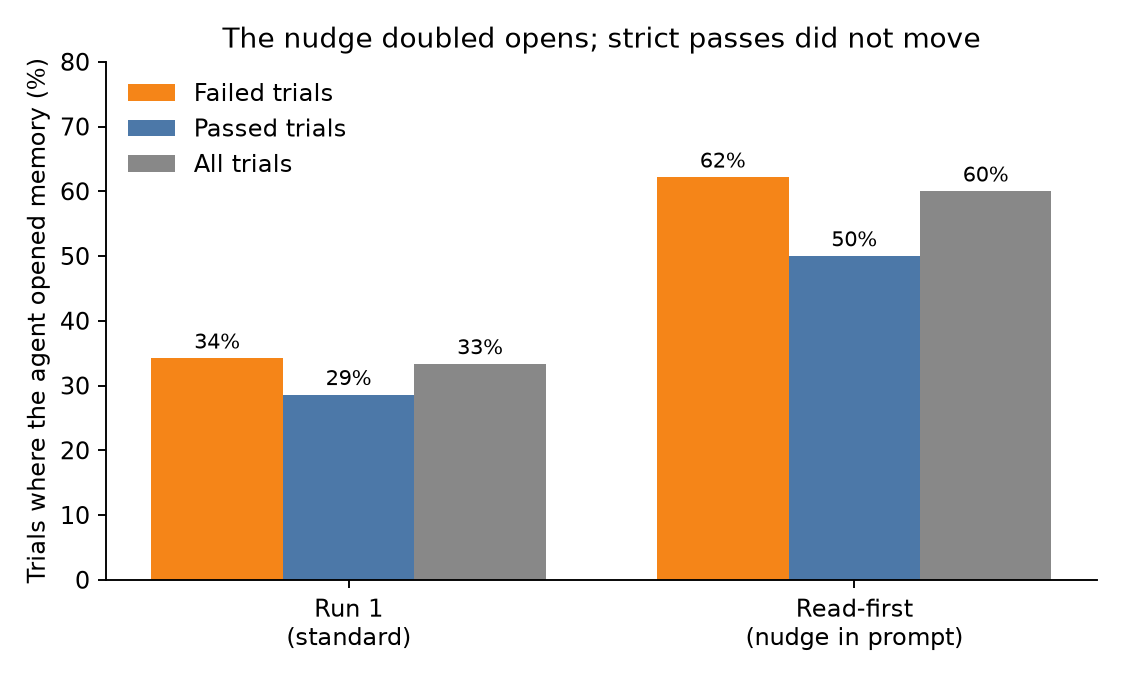 The nudge doubled opens; strict passes did not move
Trials where the agent opened memory (%)
80
70
60
50
40
30
20
10
0
Failed trials
Passed trials
All trials
34%
29%
33%
62%
50%
60%
Run 1
(standard)
Read-first
(nudge in prompt)